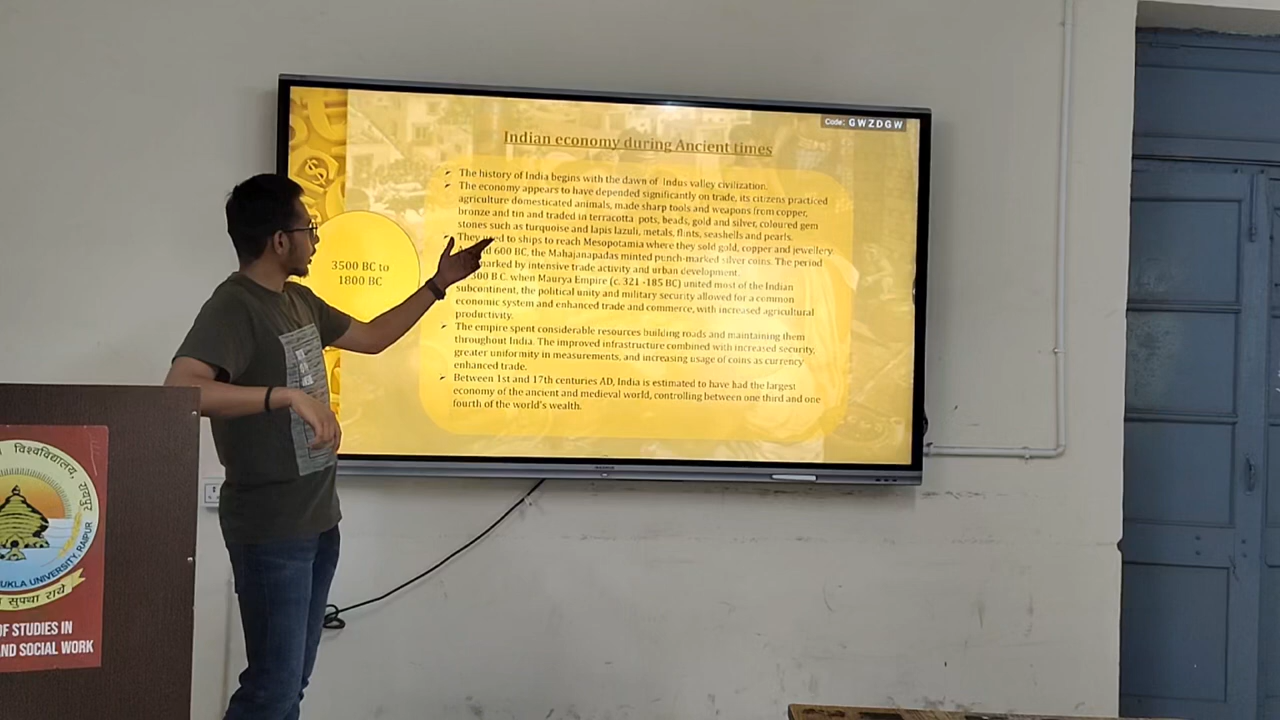 Code: GWZDGW
Indian economy during Ancient times
3500 BC to
1800 BC
➢ The history of India begins with the dawn of Indus valley civilization.
➢ The economy appears to have depended significantly on trade, its citizens practiced
agriculture domesticated animals, made sharp tools and weapons from copper,
bronze and tin and traded in terracotta pots, beads, gold and silver, coloured gem
stones such as turquoise and lapis lazuli, metals, flints, seashells and pearls.
They used to ships to reach Mesopotamia where they sold gold, copper and jewellery
600 BC, the Mahajanapadas minted punch-marked silver coins. The period
marked by intensive trade activity and urban development.
300 B C. when Maurya Empire (c. 321 -185 BC) united most of the Indian
subcontinent, the political unity and military security allowed for a common
economic system and enhanced trade and commerce, with increased agricultural
productivity.
➢ The empire spent considerable resources building roads and maintaining them
throughout India. The improved infrastructure combined with increased security,
greater uniformity in measurements, and increasing usage of coins as currency
enhanced trade.
➢ Between 1st and 17th centuries AD, India is estimated to have had the largest
economy of the ancient and medieval world, controlling between one third and one
fourth of the world's wealth.
विश्वविद्यालय, रायपुर
UKLA UNIVERSITY, RAIPUR
सुपथा राये
OF STUDIES IN
AND SOCIAL WORK